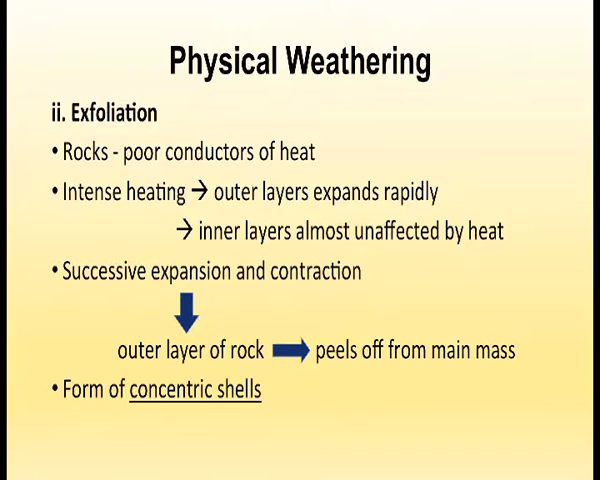 Physical Weathering
ii. Exfoliation
• Rocks - poor conductors of heat
• Intense heating → outer layers expands rapidly
→ inner layers almost unaffected by heat
• Successive expansion and contraction
outer layer of rock peels off from main mass
• Form of concentric shells